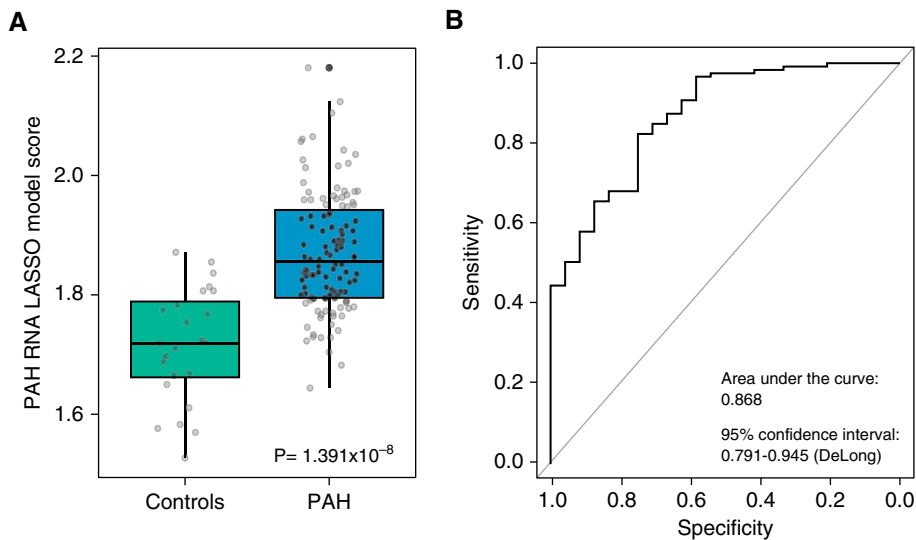 A
PAH RNA LASSO model score
2.2
2.0
1.8
1.6
P= 1.391x10⁻⁸
Controls PAH
B
Sensitivity
1.0
0.8
0.6
0.4
0.2
0.0
Area under the curve:
0.868
95% confidence interval:
0.791-0.945 (DeLong)
1.0 0.8 0.6 0.4 0.2 0.0
Specificity